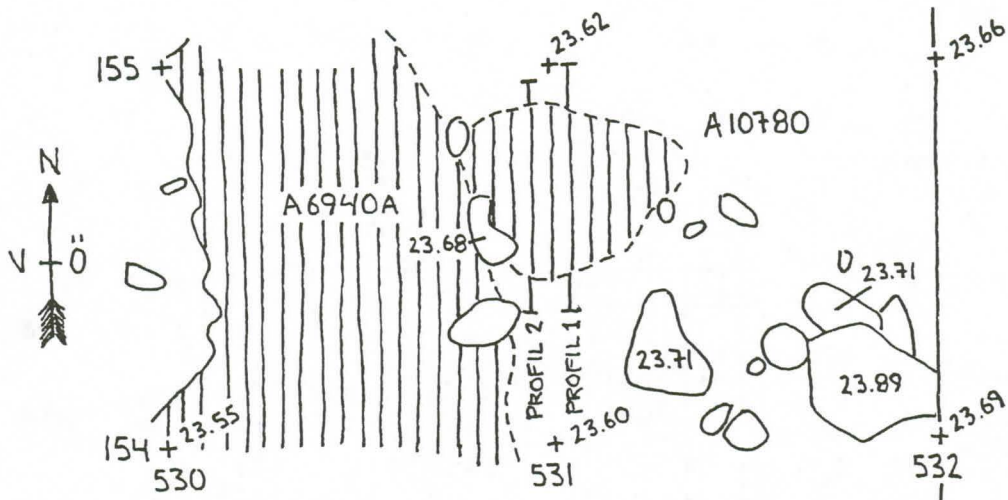 23.62
23.66
155
A10780
N
A6940A
23.68
V Ö
U 23.71
PROFIL 2
PROFIL 1
23.71
23.89
23.55
23.60
23.69
154
530
531
532